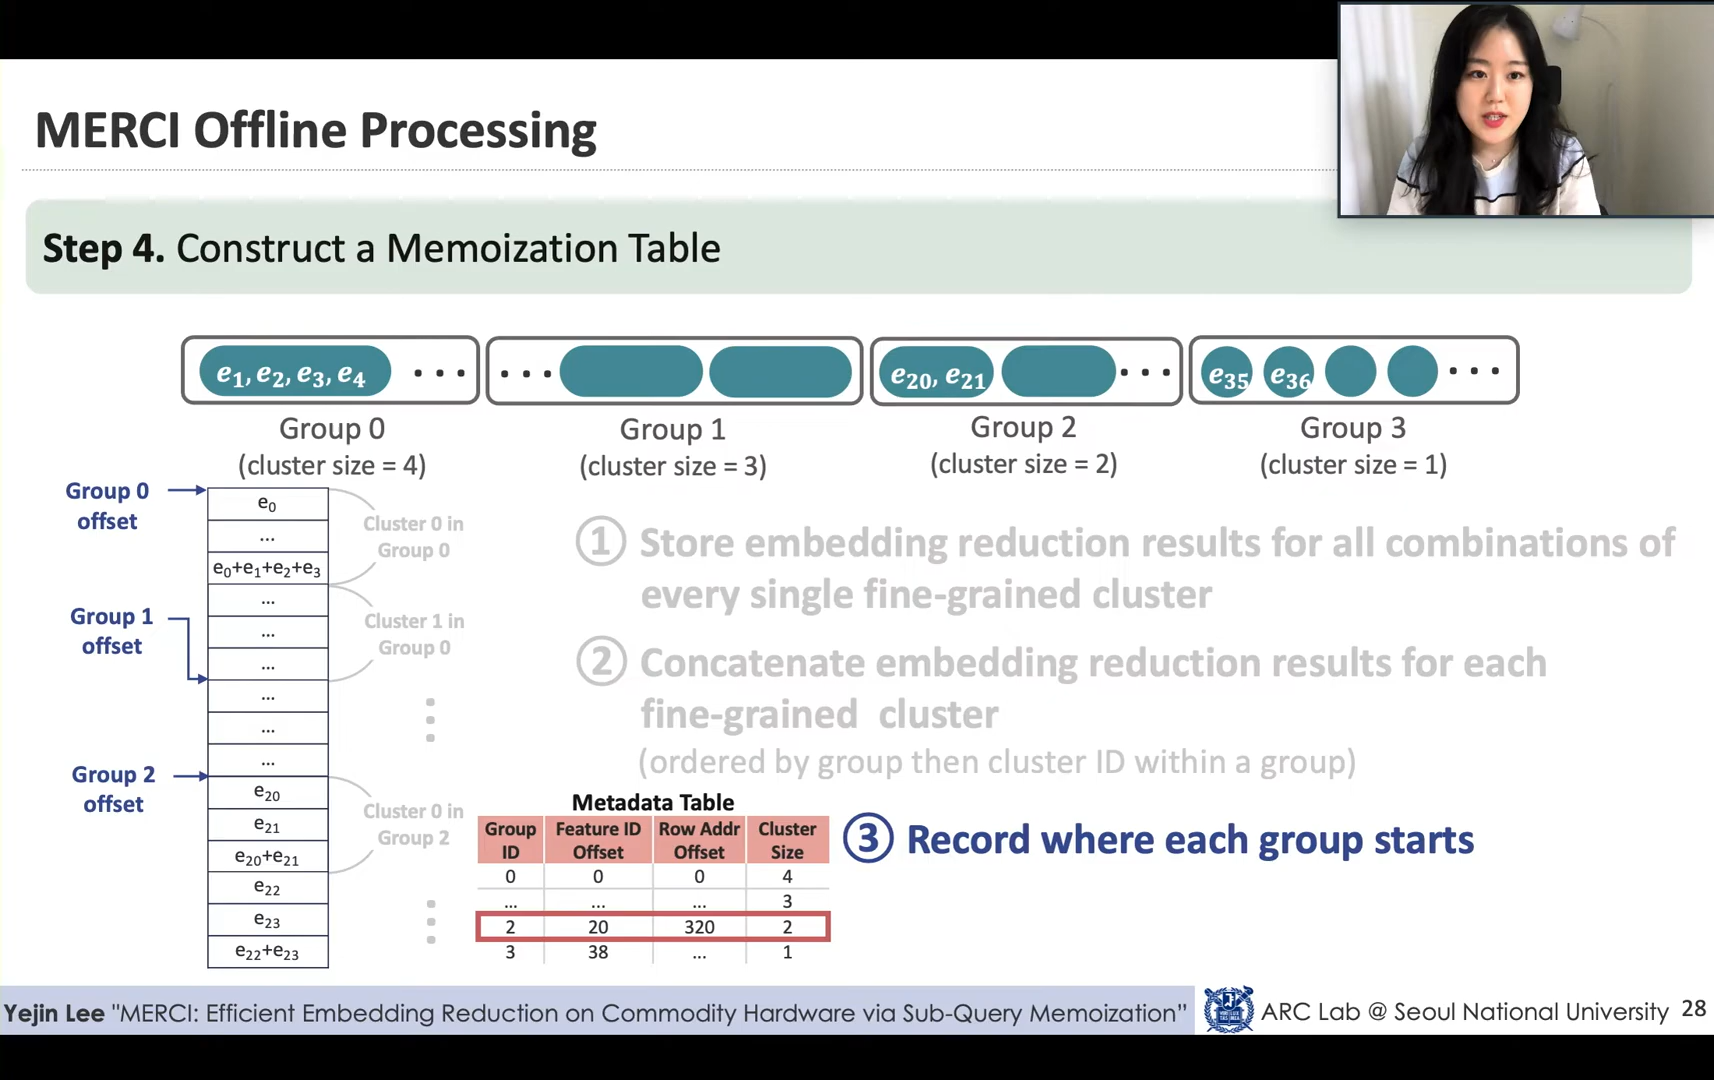 MERCI Offline Processing
Step 4. Construct a Memoization Table
e1, e2, e3, e4 ...
... 
e20, e21 ...
e35 e36 ...
Group 0
(cluster size = 4)
Group 1
(cluster size = 3)
Group 2
(cluster size = 2)
Group 3
(cluster size = 1)
Group 0
offset
Group 1
offset
Group 2
offset
e0
...
e0+e1+e2+e3
...
...
...
...
...
...
e20
e21
e20+e21
e22
e23
e22+e23
Cluster 0 in
Group 0
Cluster 1 in
Group 0
Cluster 0 in
Group 2
① Store embedding reduction results for all combinations of
every single fine-grained cluster
② Concatenate embedding reduction results for each
fine-grained cluster
(ordered by group then cluster ID within a group)
③ Record where each group starts
Metadata Table
Group ID Feature ID Offset Row Addr Offset Cluster Size
0 0 0 4
... ... ... 3
2 20 320 2
3 38 ... 1
Yejin Lee "MERCI: Efficient Embedding Reduction on Commodity Hardware via Sub-Query Memoization”
ARC Lab @ Seoul National University 28